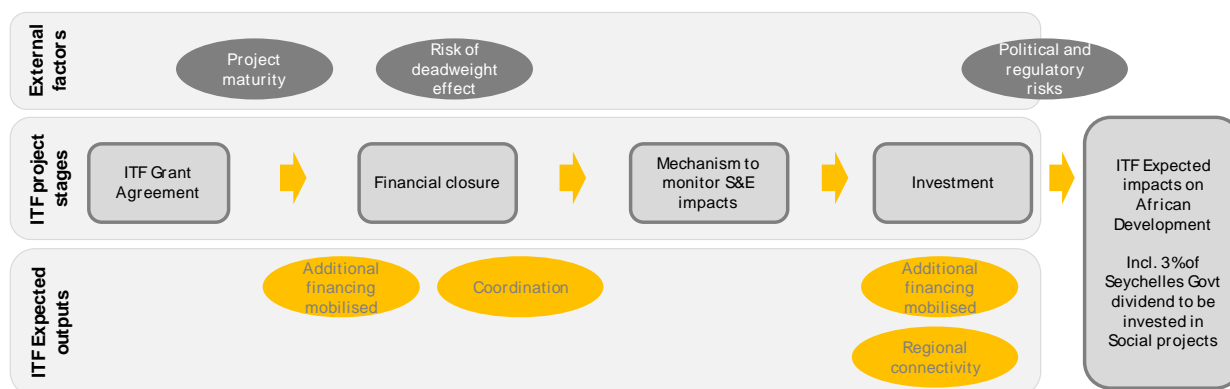 External
factors
Project
maturity
Risk of
deadweight
effect
Political and
regulatory
risks
ITF project
stages
ITF Grant
Agreement
Financial closure
Mechanism to
monitor S&E
impacts
Investment
ITF Expected
impacts on
African
Development
Incl. 3%of
Seychelles Govt
dividend to be
invested in
Social projects
ITF Expected
outputs
Additional
financing
mobilised
Coordination
Additional
financing
mobilised
Regional
connectivity